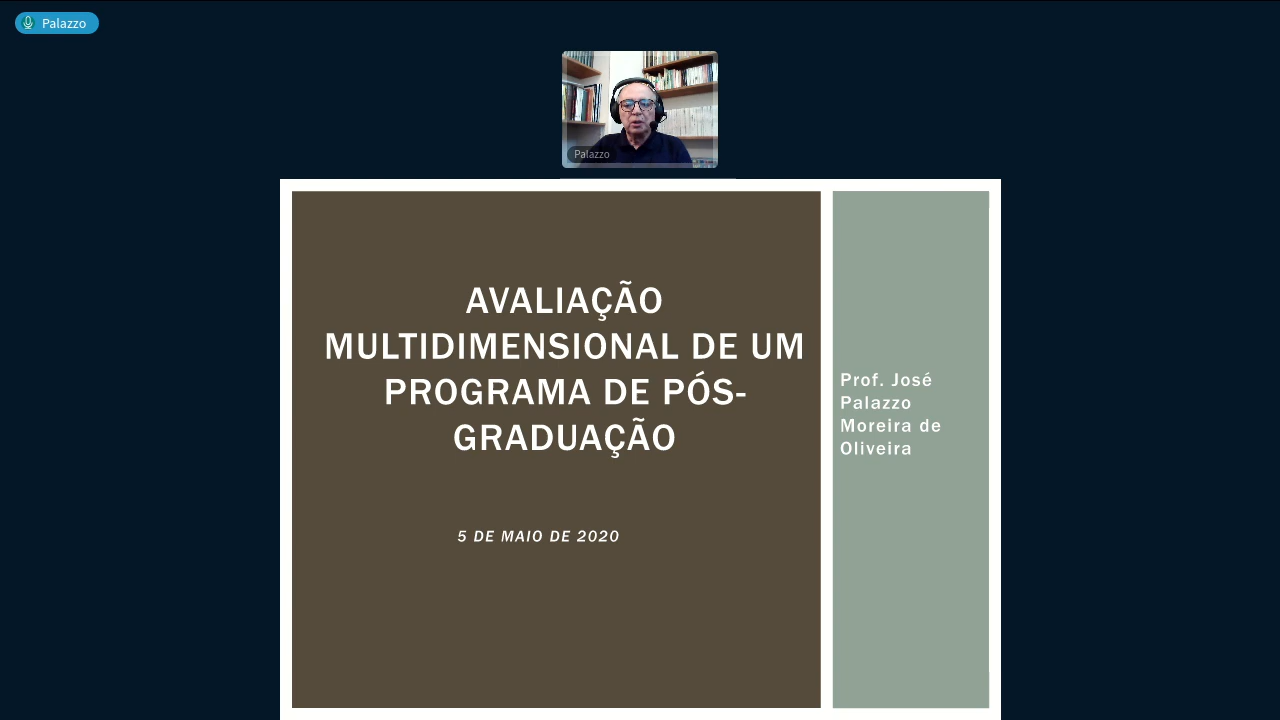 Palazzo
Palazzo
AVALIAÇÃO
MULTIDIMENSIONAL DE UM
PROGRAMA DE PÓS-
GRADUAÇÃO
5 DE MAIO DE 2020
Prof. José
Palazzo
Moreira de
Oliveira